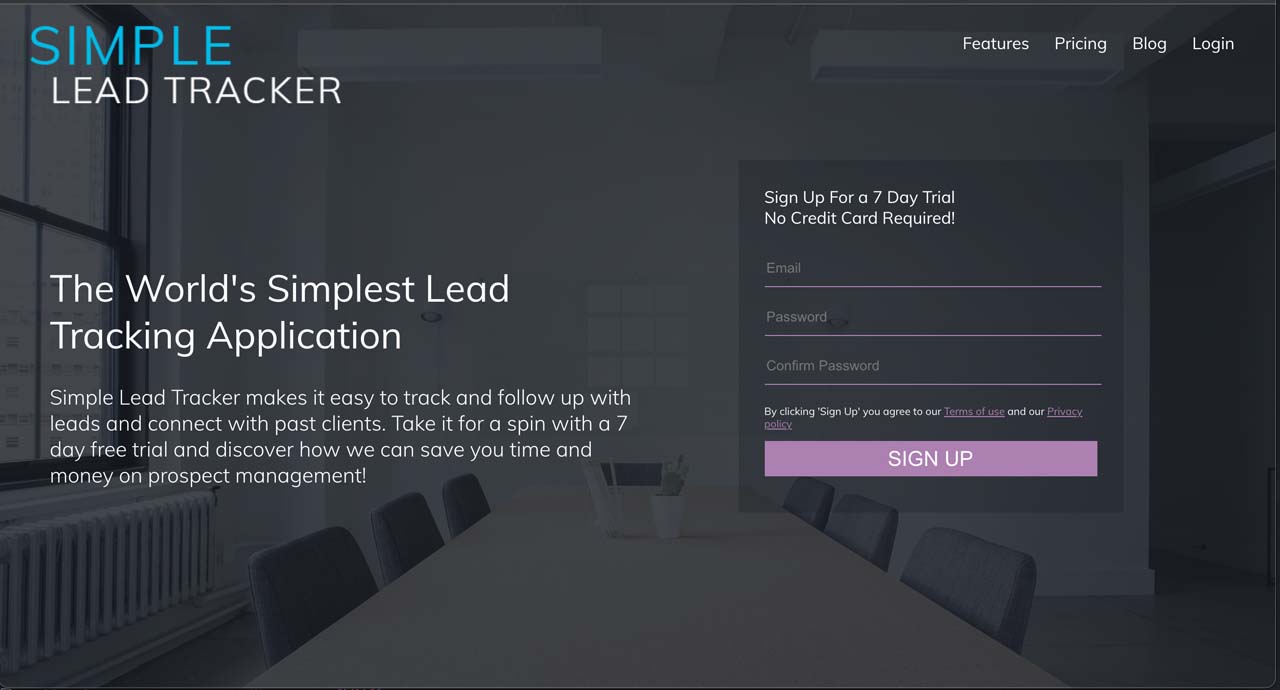 SIMPLE
LEAD TRACKER
Features Pricing Blog Login
Sign Up For a 7 Day Trial
No Credit Card Required!
Email
Password
Confirm Password
By clicking 'Sign Up' you agree to our Terms of use and our Privacy
policy
SIGN UP
The World's Simplest Lead
Tracking Application
Simple Lead Tracker makes it easy to track and follow up with
leads and connect with past clients. Take it for a spin with a 7
day free trial and discover how we can save you time and
money on prospect management!